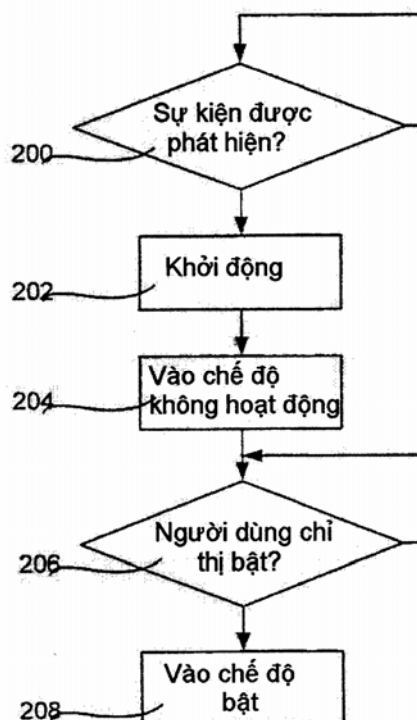 Sự kiện được
phát hiện?
200
Khởi động
202
Vào chế độ
không hoạt động
204
Người dùng chỉ
thị bật?
206
Vào chế độ
bật
208